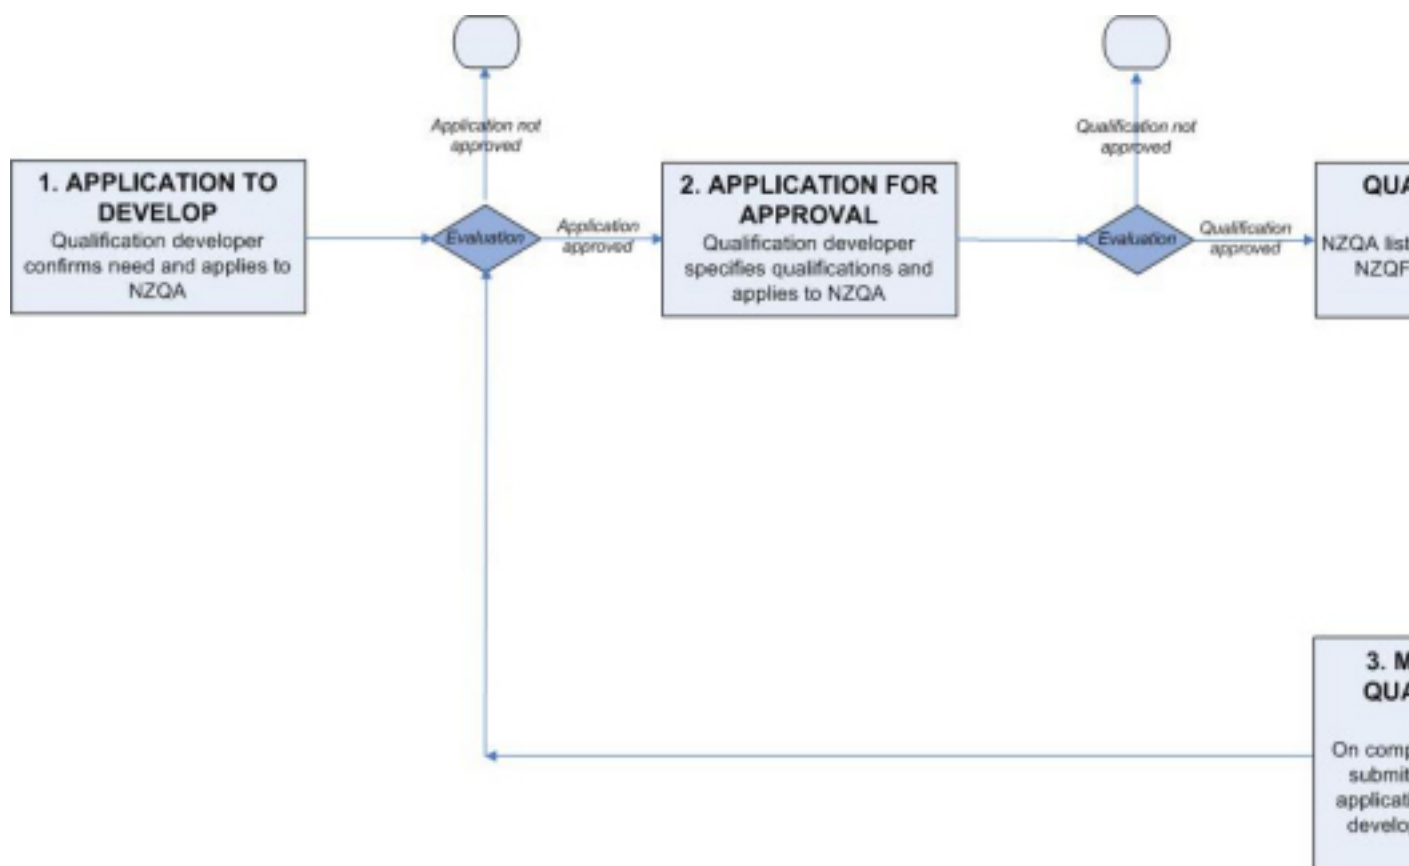 Application not
approved
Qualification not
approved
1. APPLICATION TO
DEVELOP
Qualification developer
confirms need and applies to
NZQA
Evaluation
Application
approved
2. APPLICATION FOR
APPROVAL
Qualification developer
specifies qualifications and
applies to NZQA
Evaluation
Qualification
approved
QUA
NZQA list
NZQF
3. M
QUA
On comp
submit
applicati
develop